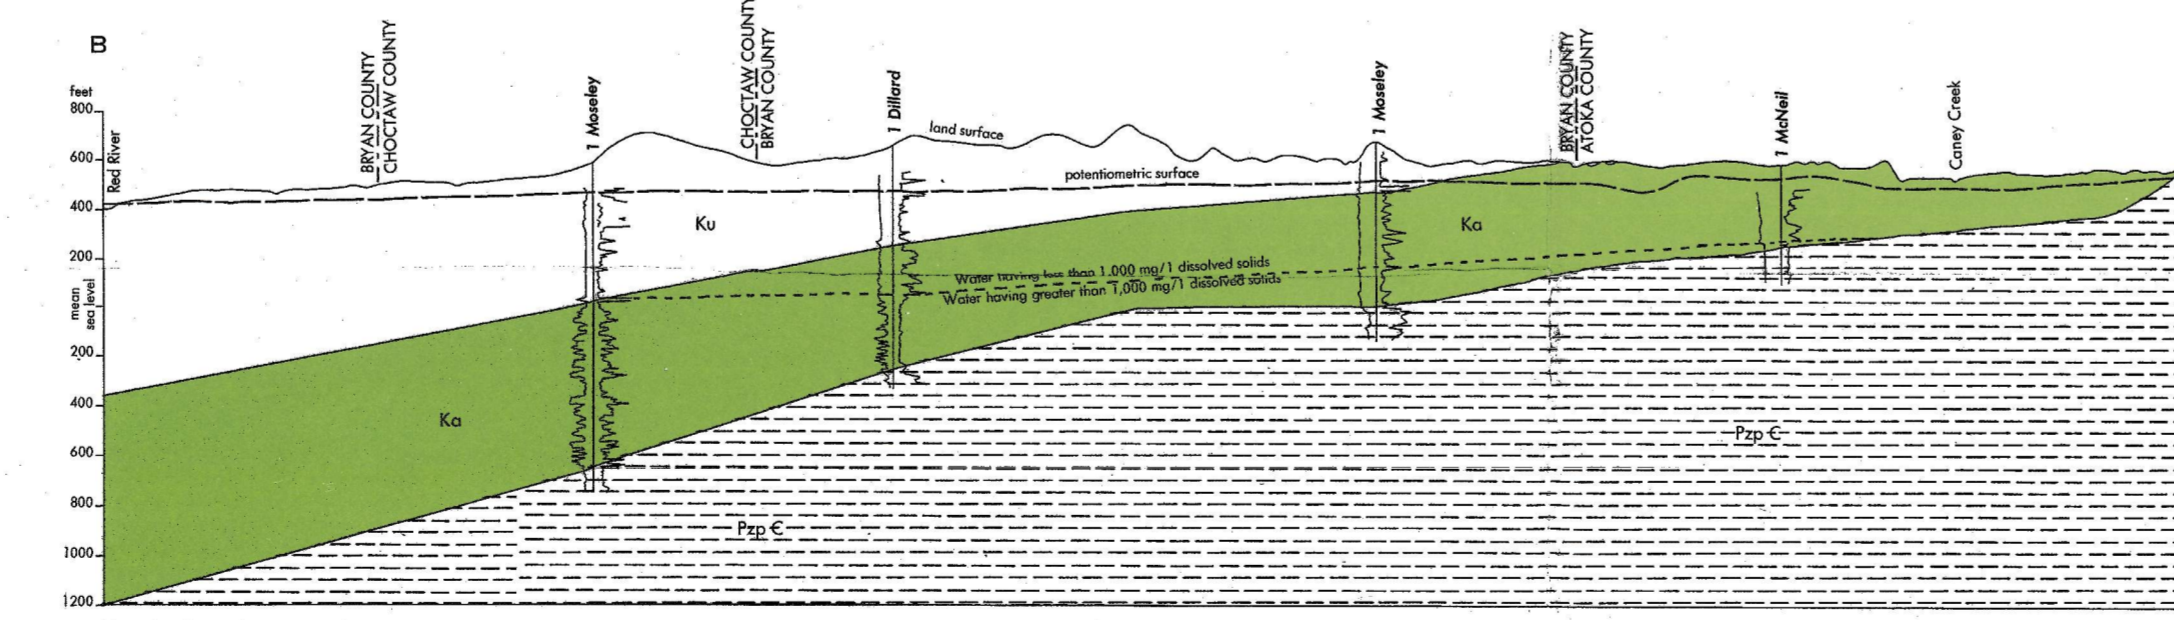 B
feet
800
600
400
200
mean
sea level
200
400
600
800
1000
1200
Red River
BRYAN COUNTY
CHOCTAW COUNTY
1 Moseley
CHOCTAW COUNTY
BRYAN COUNTY
1 Dillard
land surface
potentiometric surface
1 Moseley
BRYAN COUNTY
ATOKA COUNTY
1 McNeil
Caney Creek
Ku
Ka
Water having less than 1.000 mg/1 dissolved solids
Water having greater than 1,000 mg/1 dissolved solids
Ka
Pzp Є
Pzp Є